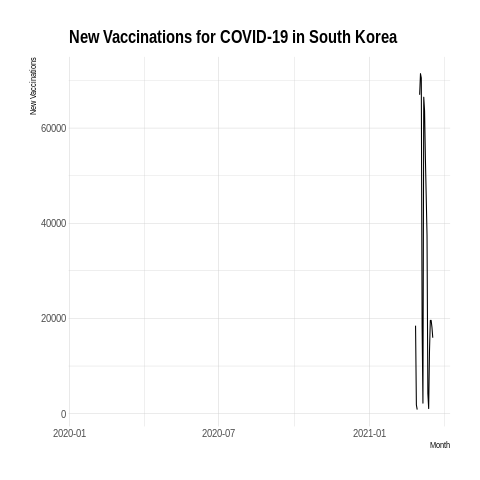 New Vaccinations for COVID-19 in South Korea
New Vaccinations
60000
40000
20000
0
2020-01
2020-07
2021-01
Month